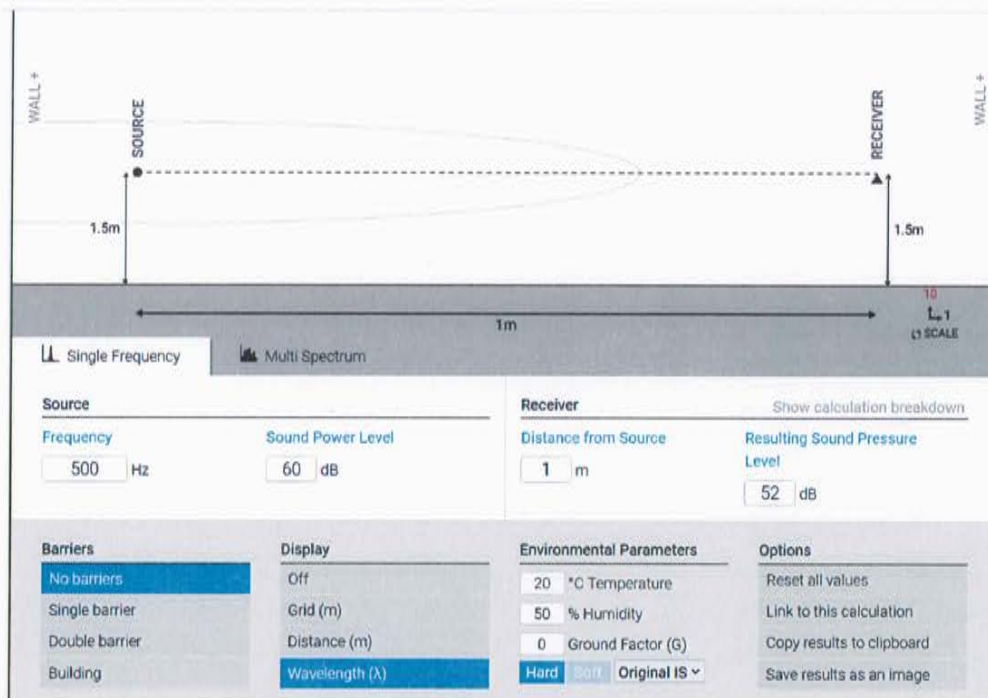 WALL +
SOURCE
RECEIVER
WALL +
1.5m
1.5m
1m
10
1
SCALE
Single Frequency
Multi Spectrum
Source
Frequency
500 Hz
Sound Power Level
60 dB
Receiver
Show calculation breakdown
Distance from Source
1 m
Resulting Sound Pressure
Level
52 dB
Barriers
No barriers
Single barrier
Double barrier
Building
Display
Off
Grid (m)
Distance (m)
Wavelength (λ)
Environmental Parameters
20 °C Temperature
50 % Humidity
0 Ground Factor (G)
Hard Soft Original IS
Options
Reset all values
Link to this calculation
Copy results to clipboard
Save results as an image